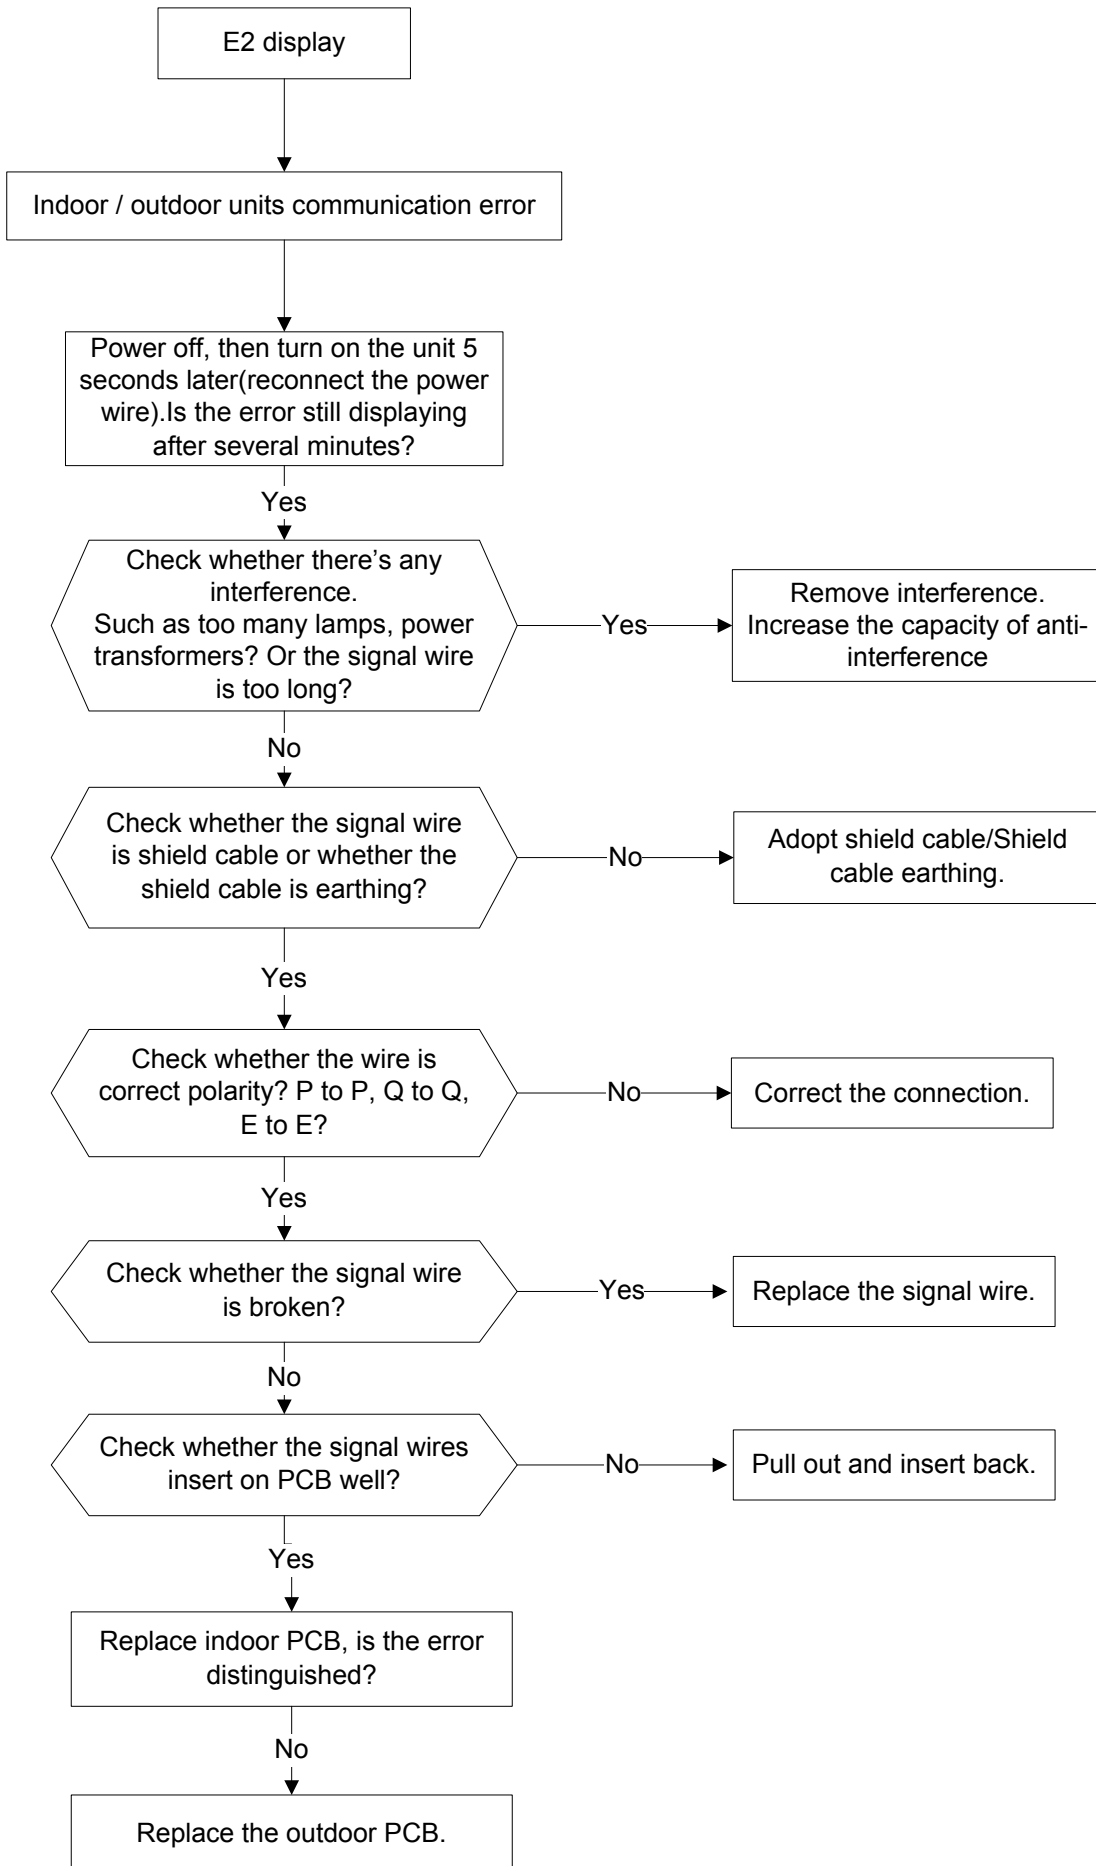 E2 display
Indoor / outdoor units communication error
Power off, then turn on the unit 5
seconds later(reconnect the power
wire).Is the error still displaying
after several minutes?
Yes
Check whether there’s any
interference.
Such as too many lamps, power
transformers? Or the signal wire
is too long?
Yes
Remove interference.
Increase the capacity of anti-
interference
No
Check whether the signal wire
is shield cable or whether the
shield cable is earthing?
No
Adopt shield cable/Shield
cable earthing.
Yes
Check whether the wire is
correct polarity? P to P, Q to Q,
E to E?
No
Correct the connection.
Yes
Check whether the signal wire
is broken?
Yes
Replace the signal wire.
No
Check whether the signal wires
insert on PCB well?
No
Pull out and insert back.
Yes
Replace indoor PCB, is the error
distinguished?
No
Replace the outdoor PCB.